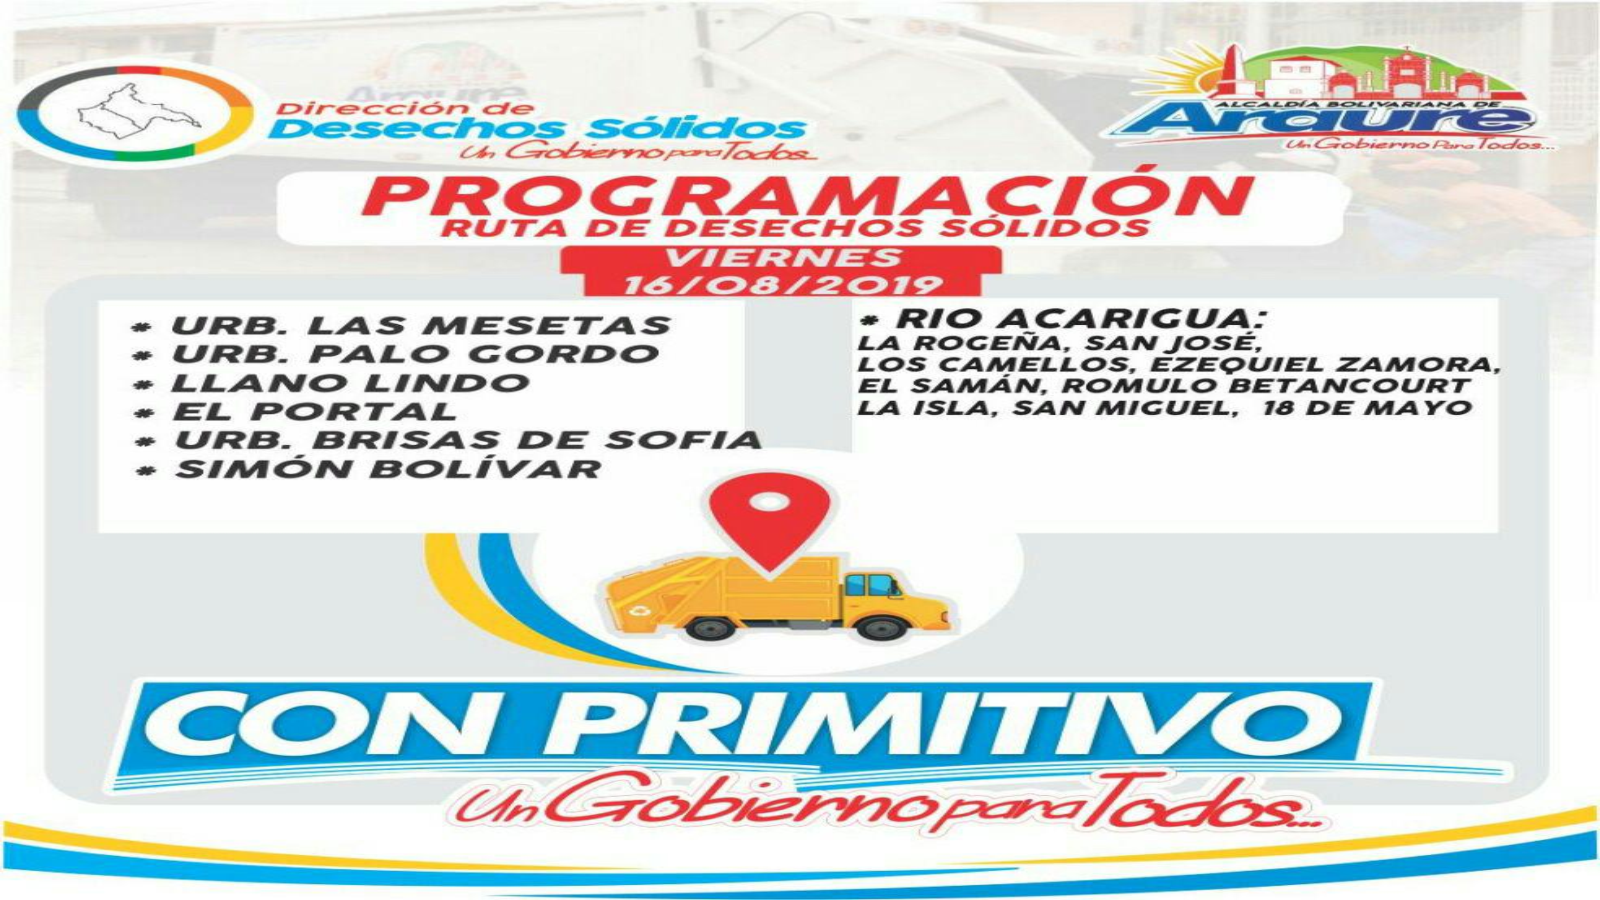 Dirección de
Desechos Sólidos
Un Gobierno para Todos...
ALCALDÍA BOLIVARIANA DE
Araure
Un Gobierno Para Todos...
Araure
PROGRAMACIÓN
RUTA DE DESECHOS SÓLIDOS
VIERNES
16/08/2019
* URB. LAS MESETAS
* URB. PALO GORDO
* LLANO LINDO
* EL PORTAL
* URB. BRISAS DE SOFIA
* SIMÓN BOLÍVAR
* RIO ACARIGUA:
LA ROGEÑA, SAN JOSÉ,
LOS CAMELLOS, EZEQUIEL ZAMORA,
EL SAMÁN, ROMULO BETANCOURT
LA ISLA, SAN MIGUEL, 18 DE MAYO
CON PRIMITIVO
Un Gobierno para Todos...